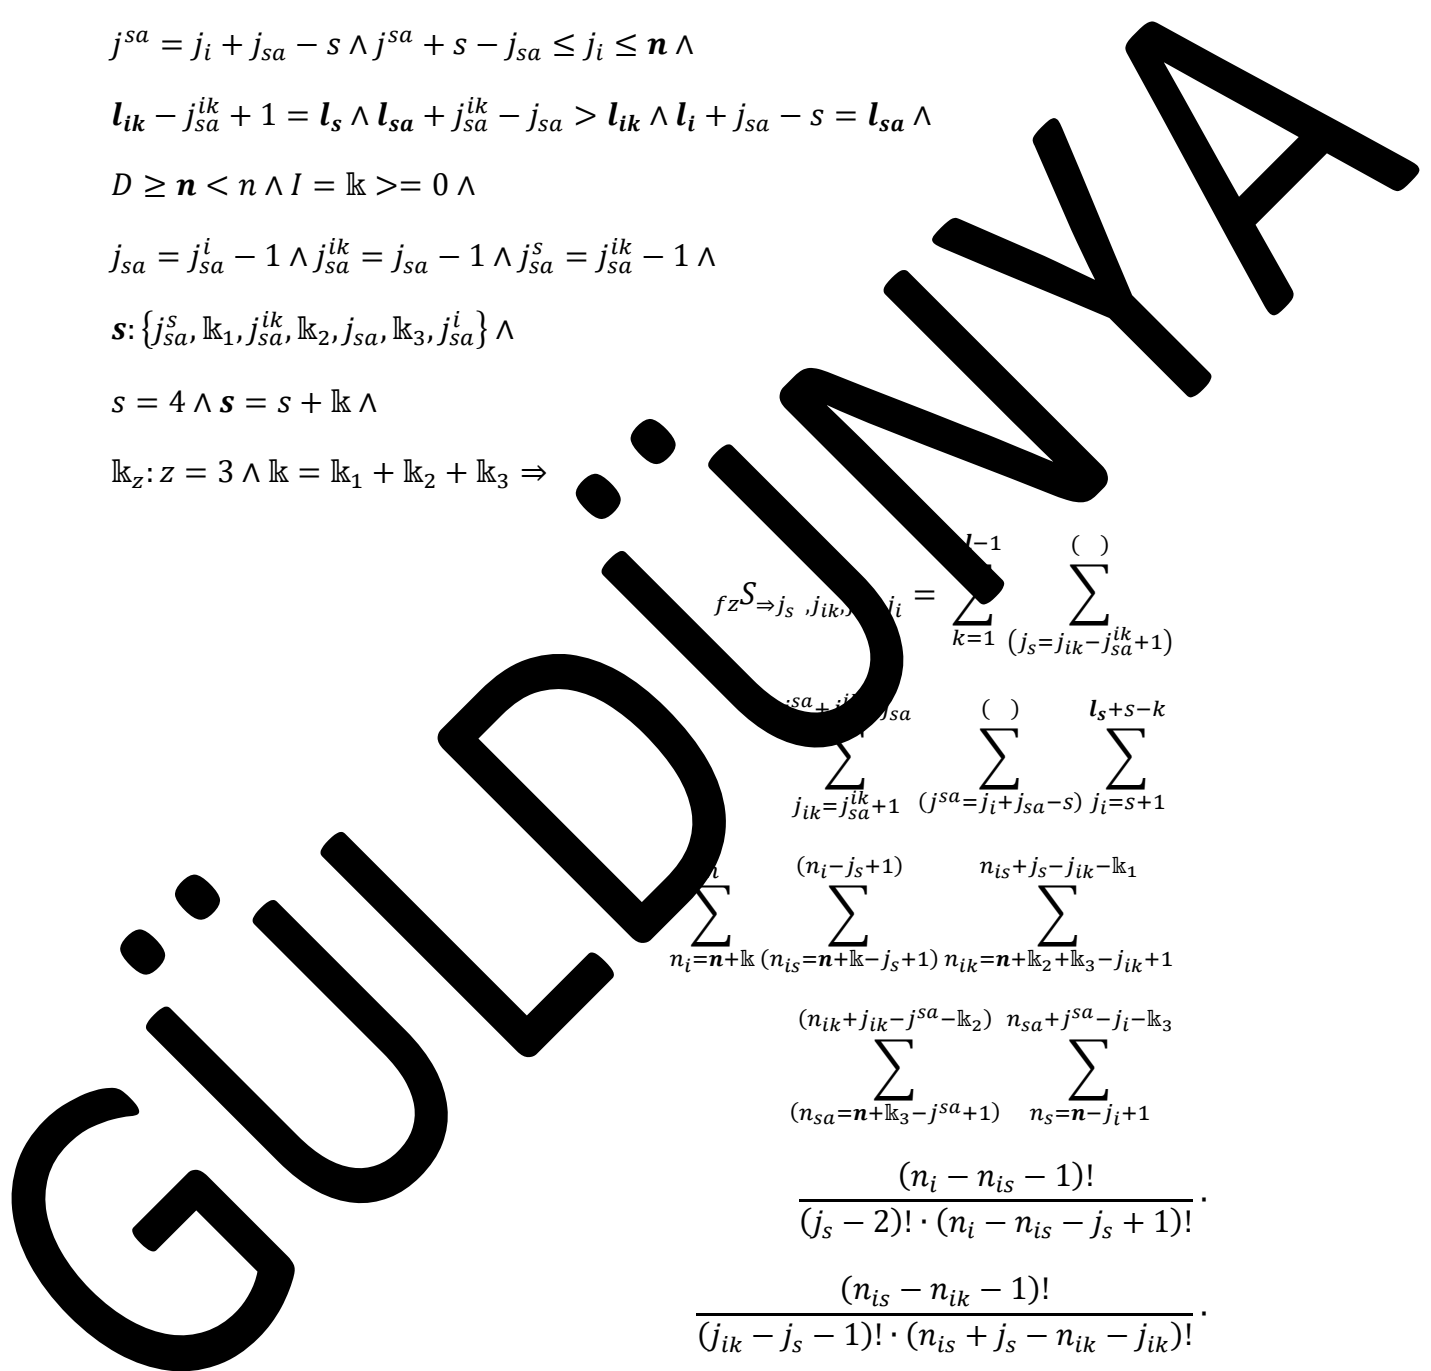 j^{sa} = j_i + j_{sa} − s ∧ j^{sa} + s − j_{sa} ≤ j_i ≤ n ∧
l_{ik} − j_{sa}^{ik} + 1 = l_s ∧ l_{sa} + j_{sa}^{ik} − j_{sa} > l_{ik} ∧ l_i + j_{sa} − s = l_{sa} ∧
D ≥ n < n ∧ I = 𝕜 >= 0 ∧
j_{sa} = j_{sa}^i − 1 ∧ j_{sa}^{ik} = j_{sa} − 1 ∧ j_{sa}^s = j_{sa}^{ik} − 1 ∧
s: {j_{sa}^s, 𝕜_1, j_{sa}^{ik}, 𝕜_2, j_{sa}, 𝕜_3, j_{sa}^i} ∧
s = 4 ∧ s = s + 𝕜 ∧
𝕜_z: z = 3 ∧ 𝕜 = 𝕜_1 + 𝕜_2 + 𝕜_3 ⇒
_{fz}S_{⇒j_s ,j_{ik}, j_i} = ∑_{k=1}^{l−1} ∑_{(j_s=j_{ik}−j_{sa}^{ik}+1)}^{( )}
∑_{j_{ik}=j_{sa}^{ik}+1} ∑_{(j^{sa}=j_i+j_{sa}−s)}^{( )} ∑_{j_i=s+1}^{l_s+s−k}
∑_{n_i=n+𝕜} ∑_{(n_{is}=n+𝕜−j_s+1)}^{(n_i−j_s+1)} ∑_{n_{ik}=n+𝕜_2+𝕜_3−j_{ik}+1}^{n_{is}+j_s−j_{ik}−𝕜_1}
∑_{(n_{sa}=n+𝕜_3−j^{sa}+1)}^{(n_{ik}+j_{ik}−j^{sa}−𝕜_2)} ∑_{n_s=n−j_i+1}^{n_{sa}+j^{sa}−j_i−𝕜_3}
(n_i − n_{is} − 1)!
(j_s − 2)! · (n_i − n_{is} − j_s + 1)! ·
(n_{is} − n_{ik} − 1)!
(j_{ik} − j_s − 1)! · (n_{is} + j_s − n_{ik} − j_{ik})! ·
GÜLDÜNYA